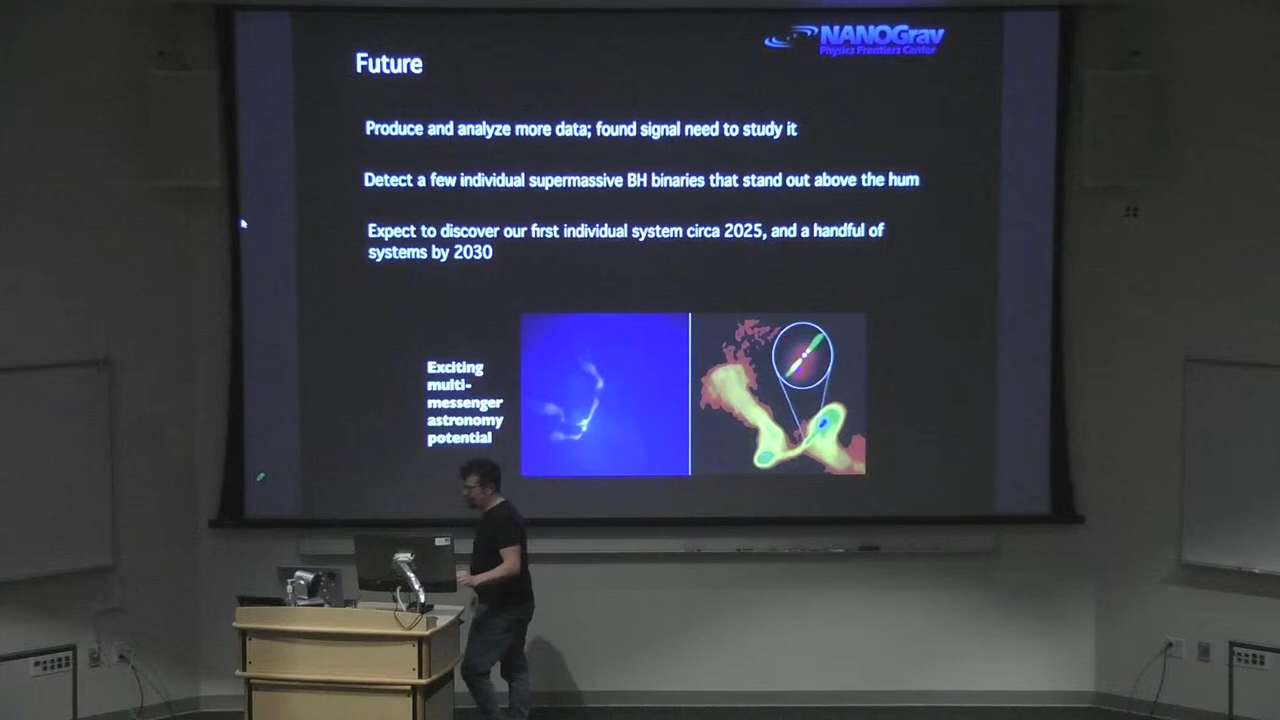 NANOGrav
Physics Frontiers Center
Future
Produce and analyze more data; found signal need to study it
Detect a few individual supermassive BH binaries that stand out above the hum
Expect to discover our first individual system circa 2025, and a handful of
systems by 2030
Exciting
multi-
messenger
astronomy
potential